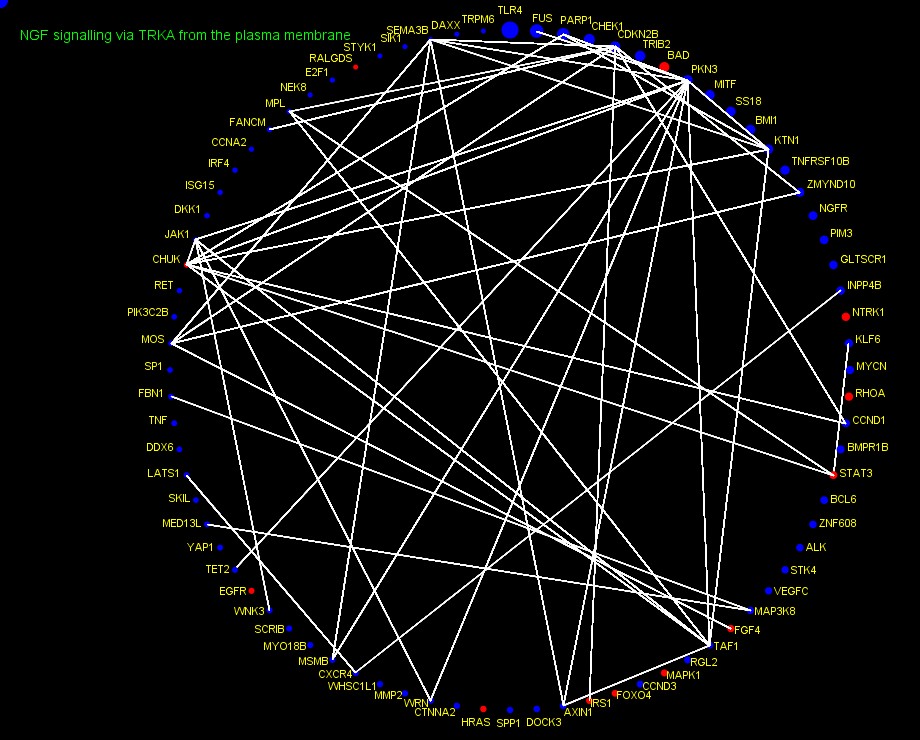 NGF signalling via TRKA from the plasma membrane
TLR4
FUS
PARP1
CHEK1
CDKN2B
TRIB2
BAD
PKN3
MITF
SS18
BMI1
KTN1
TNFRSF10B
ZMYND10
NGFR
PIM3
GLTSCR1
INPP4B
NTRK1
KLF6
MYCN
RHOA
CCND1
BMPR1B
STAT3
BCL6
ZNF608
ALK
STK4
VEGFC
MAP3K8
FGF4
TAF1
RGL2
MAPK1
CCND3
FOXO4
IRS1
AXIN1
DOCK3
SPP1
HRAS
CTNNA2
WRN
MMP2
WHSC1L1
CXCR4
MSMB
MYO18B
SCRIB
WNK3
EGFR
TET2
YAP1
MED13L
SKIL
LATS1
DDX6
TNF
FBN1
SP1
MOS
PIK3C2B
RET
CHUK
JAK1
DKK1
ISG15
IRF4
CCNA2
FANCM
MPL
NEK8
E2F1
RALGDS
STYK1
SIK1
SEMA3B
DAXX
TRPM6